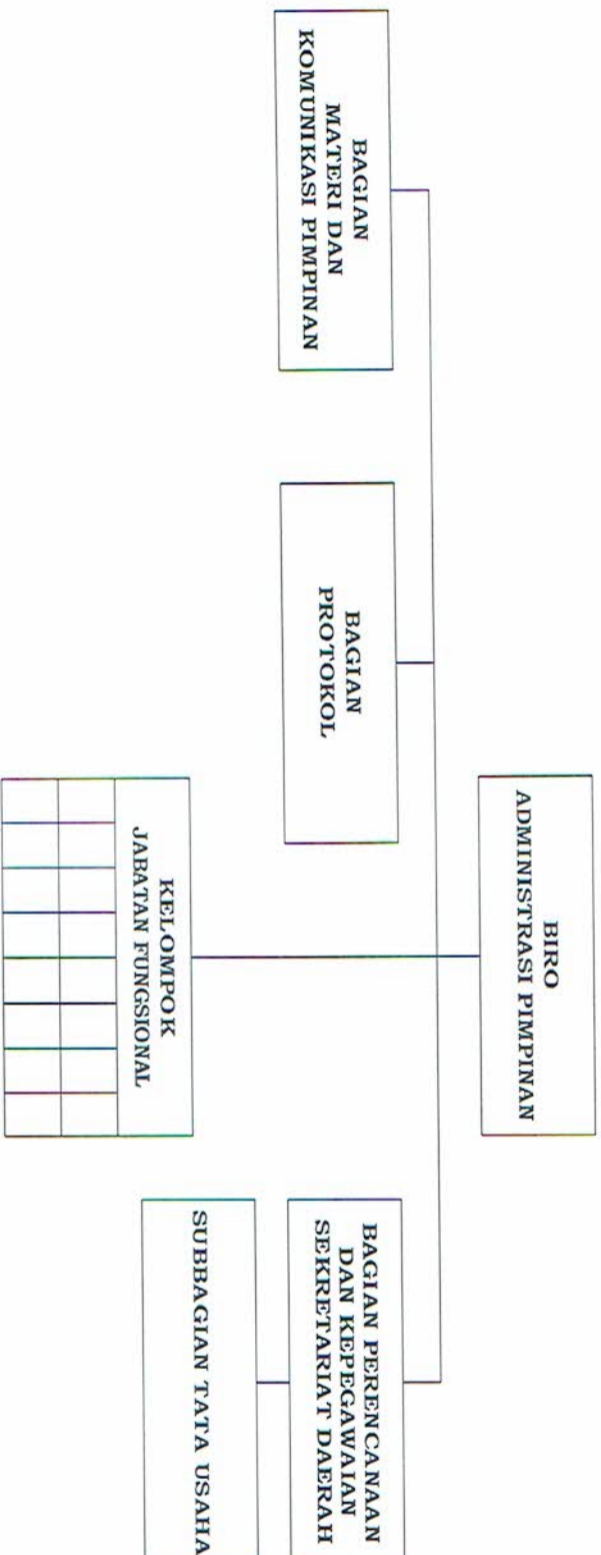 BIRO
ADMINISTRASI PIMPINAN
BAGIAN
MATERI DAN
KOMUNIKASI PIMPINAN
BAGIAN
PROTOKOL
BAGIAN PERENCANAAN
DAN KEPEGAWAIAN
SEKRETARIAT DAERAH
KELOMPOK
JABATAN FUNGSIONAL
SUBBAGIAN TATA USAHA